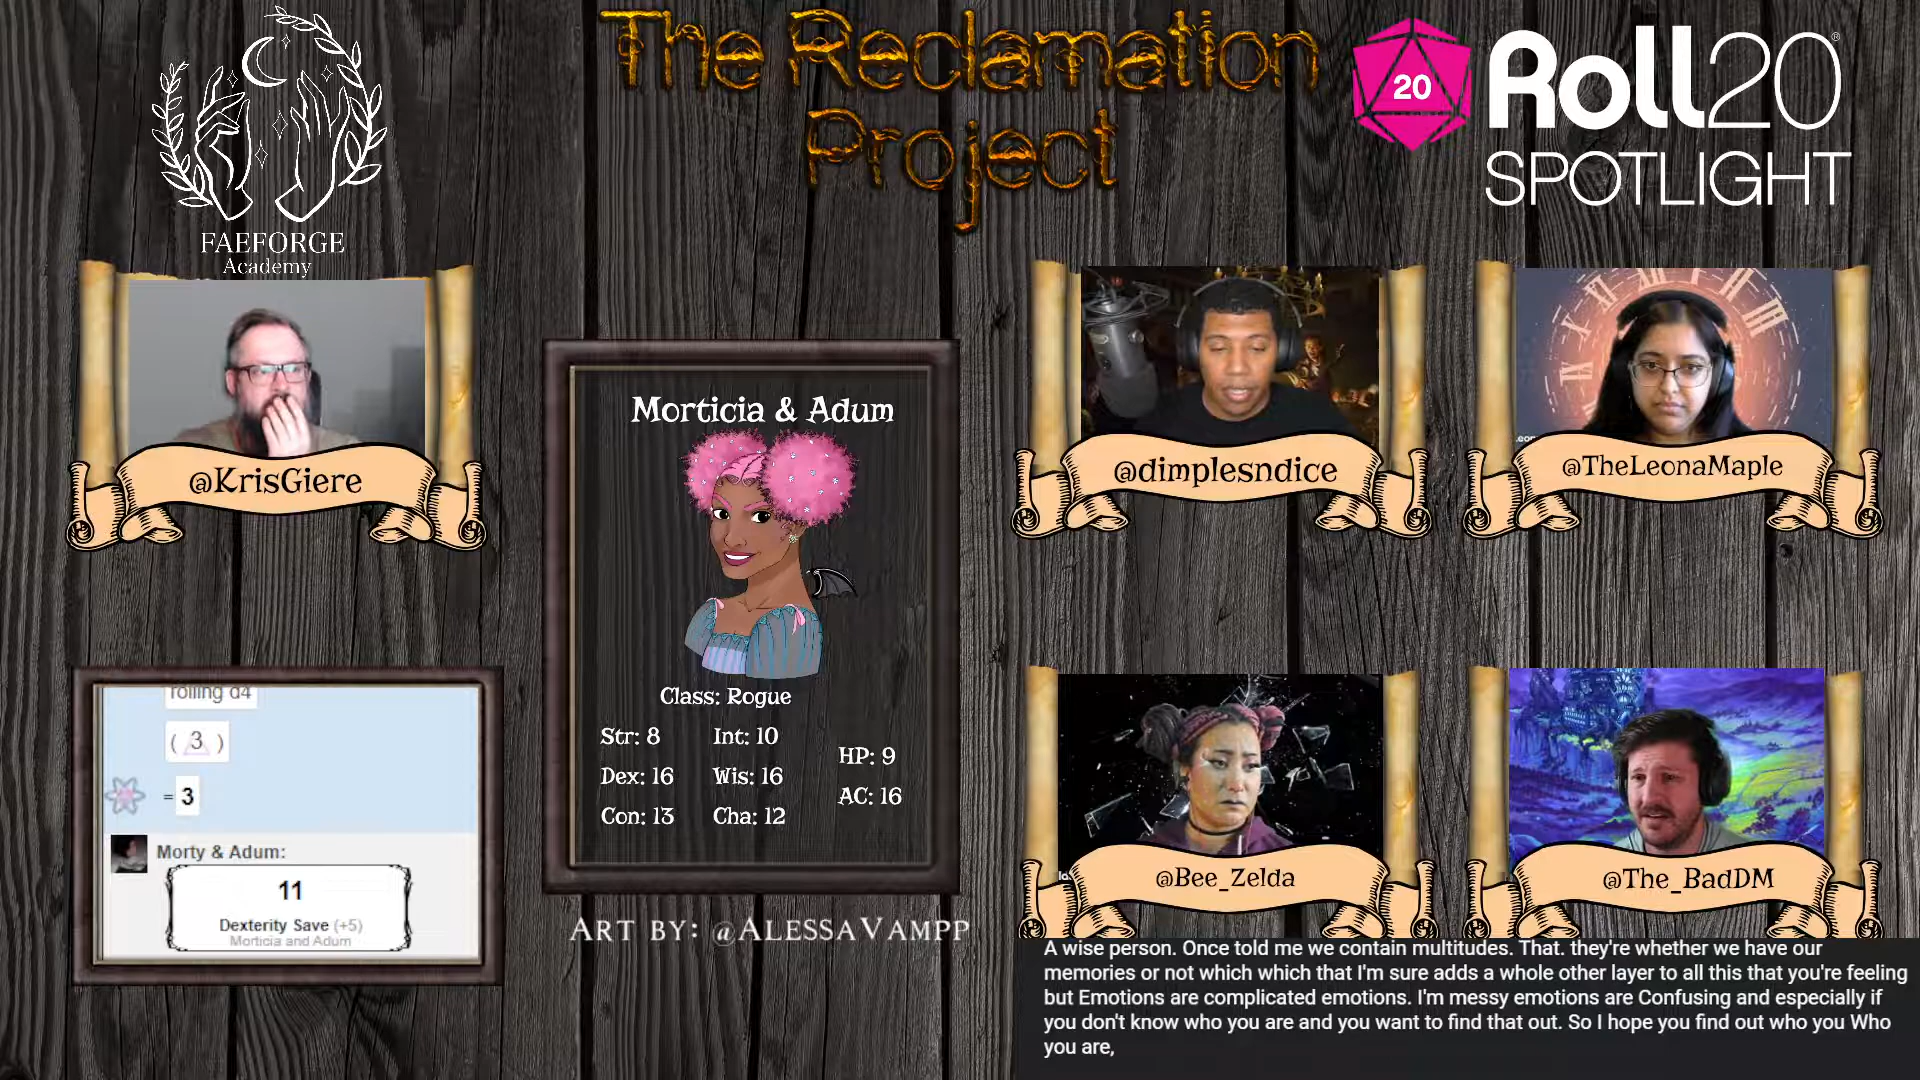 The Reclamation
Project
20
Roll20®
SPOTLIGHT
FAEFORGE
Academy
@KrisGiere
@dimplesndice
@TheLeonaMaple
Morticia & Adum
Class: Rogue
Str: 8
Int: 10
HP: 9
Dex: 16
Wis: 16
AC: 16
Con: 13
Cha: 12
rolling d4
( 3 )
= 3
Morty & Adum:
11
Dexterity Save (+5)
Morticia and Adum
ART BY: @ALESSAVAMPP
@Bee_Zelda
@The_BadDM
A wise person. Once told me we contain multitudes. That. they're whether we have our
memories or not which which that I'm sure adds a whole other layer to all this that you're feeling
but Emotions are complicated emotions. I'm messy emotions are Confusing and especially if
you don't know who you are and you want to find that out. So I hope you find out who you Who
you are,